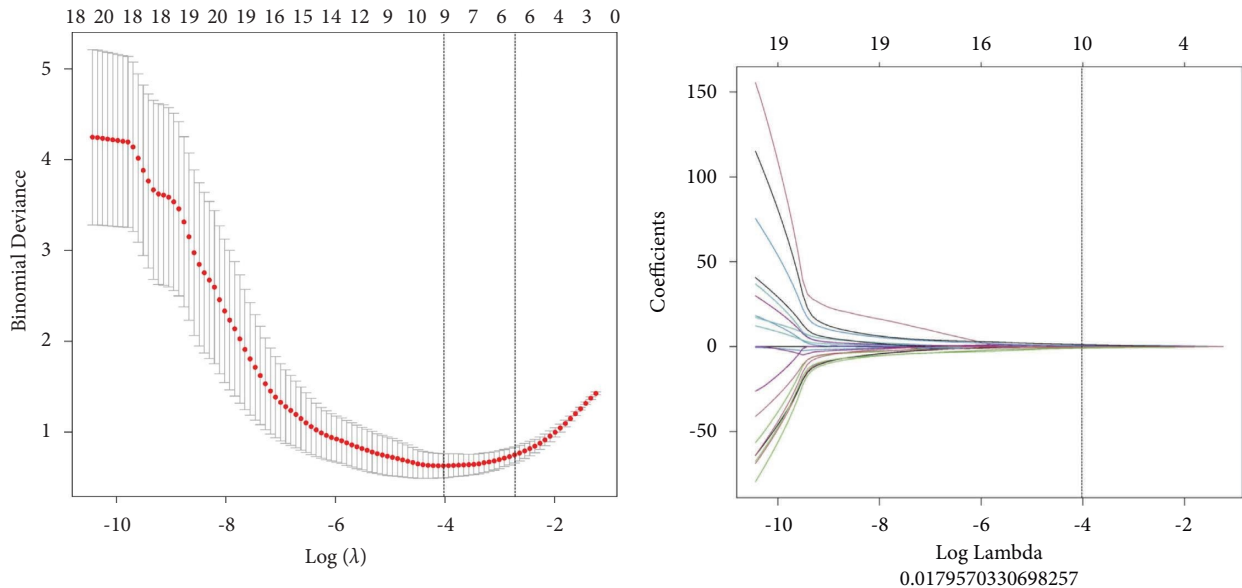 18 20 18 18 19 19 16 15 14 12 9 10 9 7 6 6 4 3 0
5
4
3
2
1
Binomial Deviance
-10 -8 -6 -4 -2
Log (λ)
19 19 16 10 4
150
100
50
0
-50
Coefficients
-10 -8 -6 -4 -2
Log Lambda
0.0179570330698257